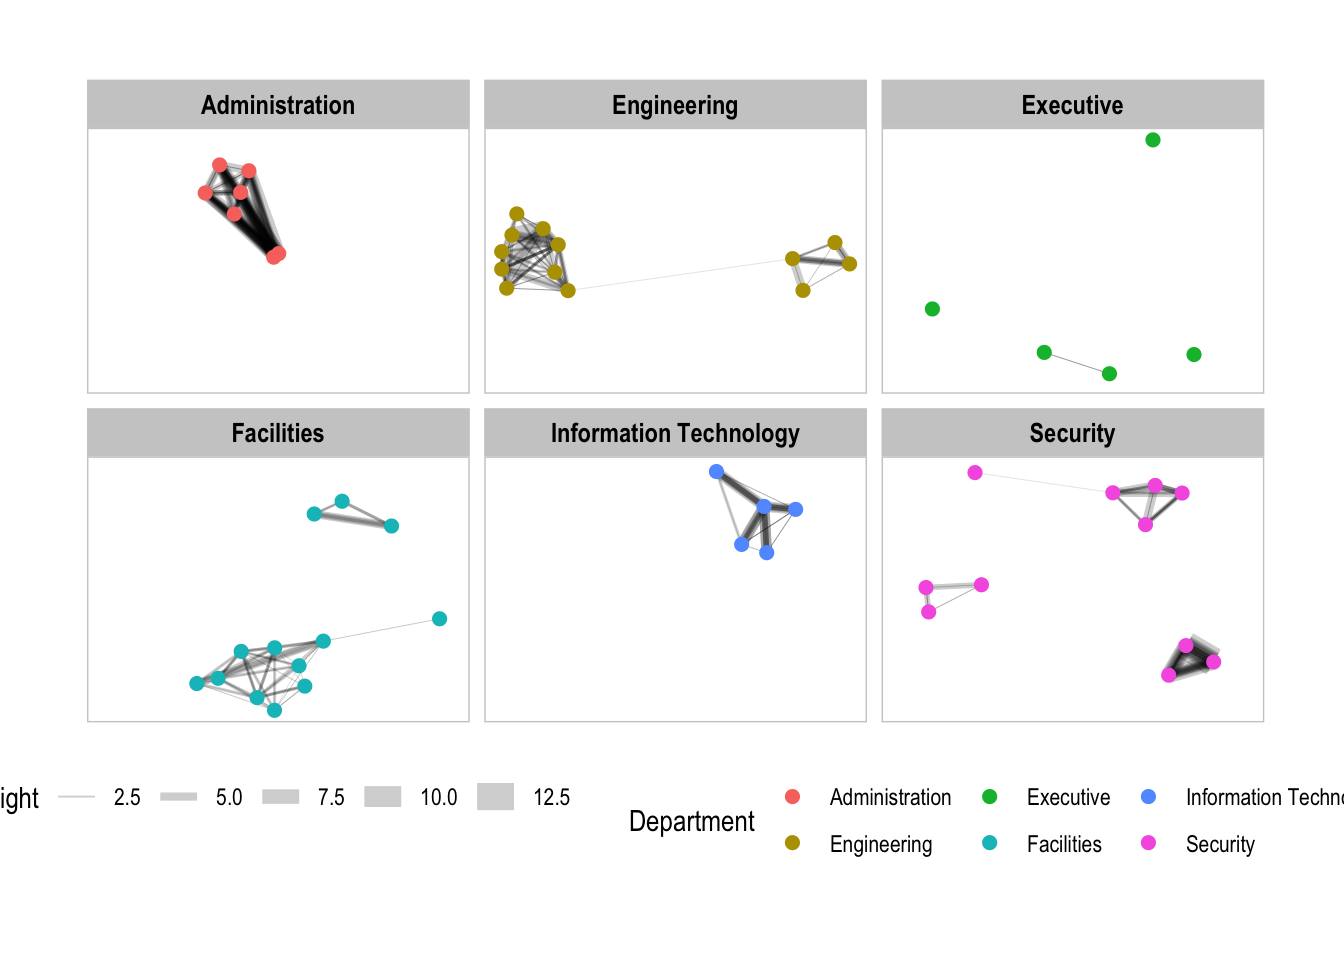 Administration
Engineering
Executive
Facilities
Information Technology
Security
ight 2.5 5.0 7.5 10.0 12.5
Department
Administration Executive Information Techn
Engineering Facilities Security